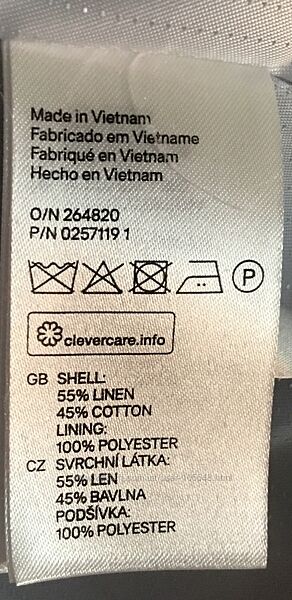 Made in Vietnam
Fabricado em Vietname
Fabriqué en Vietnam
Hecho en Vietnam
O/N 264820
P/N 0257119 1
P
clevercare.info
GB SHELL:
55% LINEN
45% COTTON
LINING:
100% POLYESTER
CZ SVRCHNÍ LÁTKA:
55% LEN
45% BAVLNA
PODŠÍVKA:
100% POLYESTER